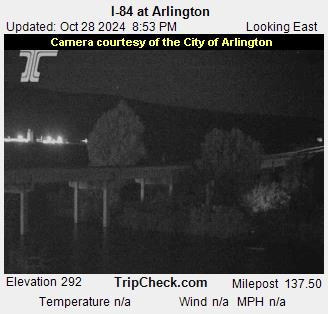 I-84 at Arlington
Updated: Oct 28 2024 8:53 PM Looking East
Camera courtesy of the City of Arlington
Elevation 292 TripCheck.com Milepost 137.50
Temperature n/a Wind n/a MPH n/a